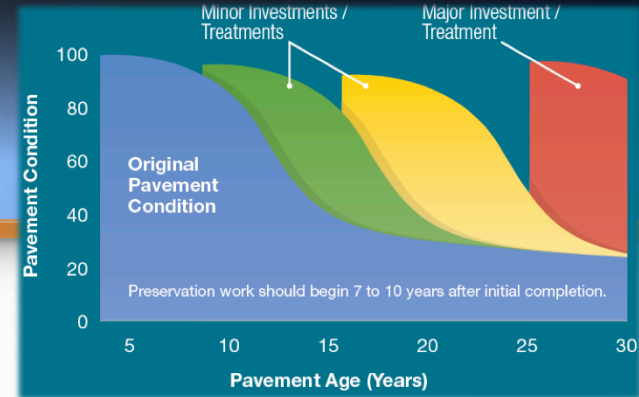 Minor Investments /
Treatments
Major Investment /
Treatment
Pavement Condition
100
80
60
40
20
0
Original
Pavement
Condition
Preservation work should begin 7 to 10 years after initial completion.
5 10 15 20 25 30
Pavement Age (Years)